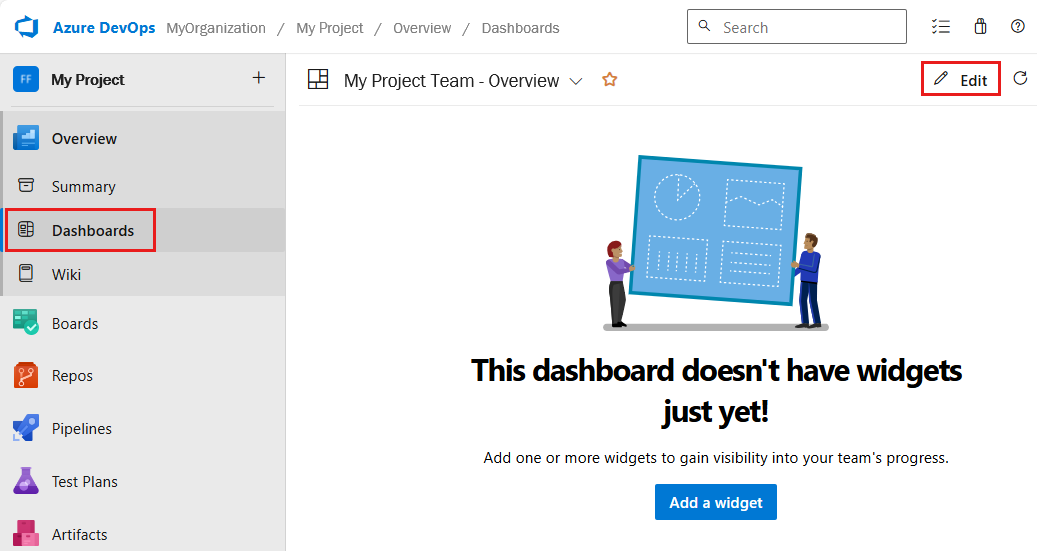 Azure DevOps MyOrganization / My Project / Overview / Dashboards Search
FF My Project +
My Project Team - Overview Edit
Overview
Summary
Dashboards
Wiki
Boards
Repos
Pipelines
Test Plans
Artifacts
This dashboard doesn't have widgets
just yet!
Add one or more widgets to gain visibility into your team's progress.
Add a widget